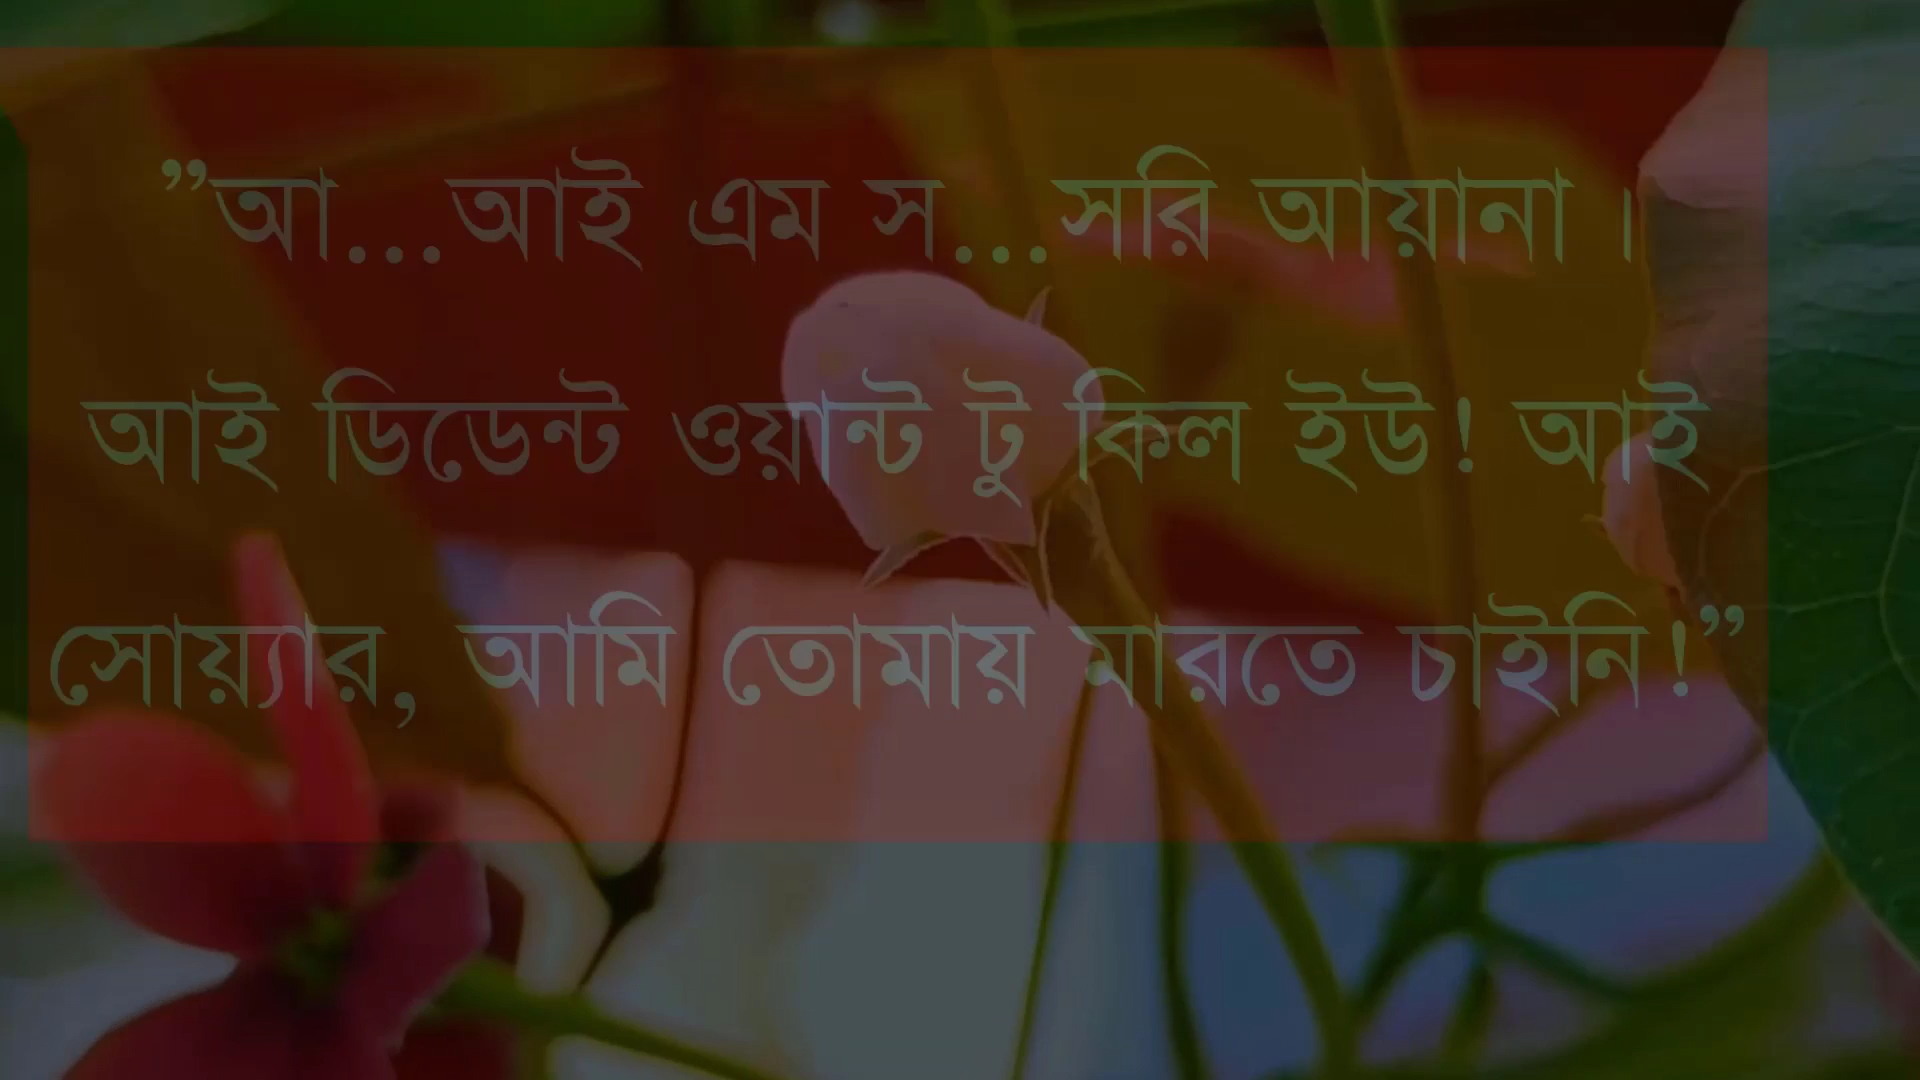 ”আ...আই এম স...সরি আয়ানা ।
আই ডিডেন্ট ওয়ান্ট টু কিল ইউ! আই
সোয়্যার, আমি তোমায় মারতে চাইনি!”